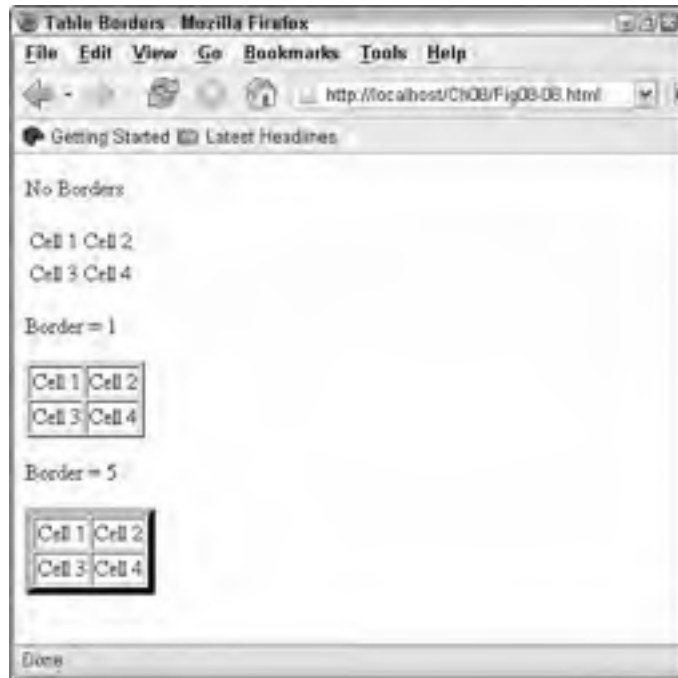 Table Borders - Mozilla Firefox
File Edit View Go Bookmarks Tools Help
http://localhost/Ch08/Fig08-08.html
Getting Started Latest Headlines
No Borders
Cell 1 Cell 2
Cell 3 Cell 4
Border = 1
Cell 1 Cell 2
Cell 3 Cell 4
Border = 5
Cell 1 Cell 2
Cell 3 Cell 4
Done